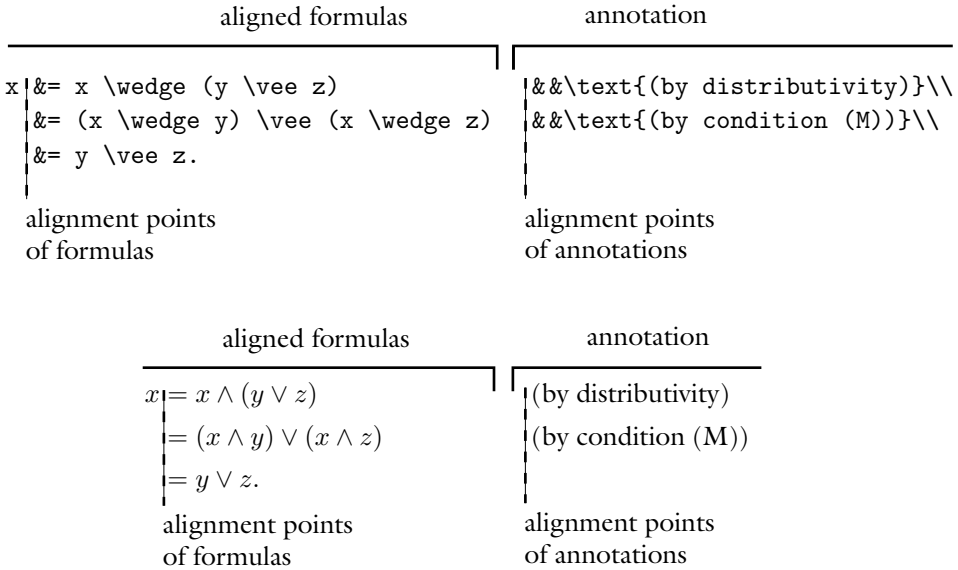 aligned formulas annotation
x &= x \wedge (y \vee z) &&\text{(by distributivity)}\\
&= (x \wedge y) \vee (x \wedge z) &&\text{(by condition (M))}\\
&= y \vee z.
alignment points alignment points
of formulas of annotations
aligned formulas annotation
x = x ∧ (y ∨ z) (by distributivity)
= (x ∧ y) ∨ (x ∧ z) (by condition (M))
= y ∨ z.
alignment points alignment points
of formulas of annotations